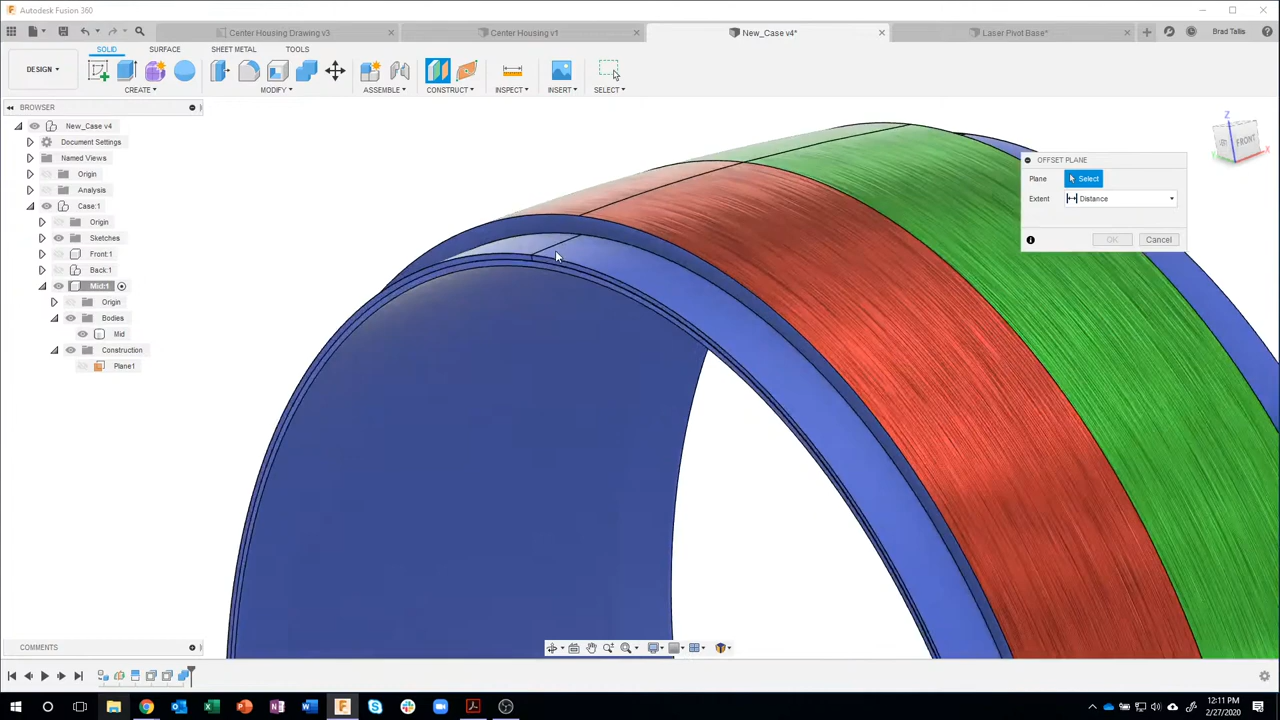 Autodesk Fusion 360
Center Housing Drawing v3
Center Housing v1
New_Case v4*
Laser Pivot Base*
Brad Tallis
DESIGN
SOLID
SURFACE
SHEET METAL
TOOLS
CREATE
MODIFY
ASSEMBLE
CONSTRUCT
INSPECT
INSERT
SELECT
BROWSER
New_Case v4
Document Settings
Named Views
Origin
Analysis
Case:1
Origin
Sketches
Front:1
Back:1
Mid:1
Origin
Bodies
Mid
Construction
Plane1
Z
LEFT
FRONT
X
Y
OFFSET PLANE
Plane
Select
Extent
Distance
OK
Cancel
COMMENTS
12:11 PM
2/27/2020